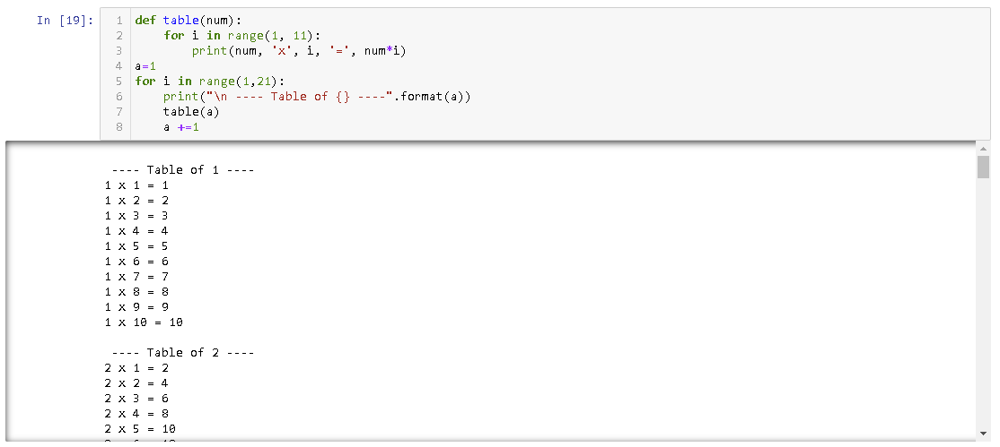 In [19]:
1 def table(num):
2     for i in range(1, 11):
3         print(num, 'x', i, '=', num*i)
4 a=1
5 for i in range(1,21):
6     print("\n ---- Table of {} ----".format(a))
7     table(a)
8     a +=1
 ---- Table of 1 ----
1 x 1 = 1
1 x 2 = 2
1 x 3 = 3
1 x 4 = 4
1 x 5 = 5
1 x 6 = 6
1 x 7 = 7
1 x 8 = 8
1 x 9 = 9
1 x 10 = 10
 ---- Table of 2 ----
2 x 1 = 2
2 x 2 = 4
2 x 3 = 6
2 x 4 = 8
2 x 5 = 10